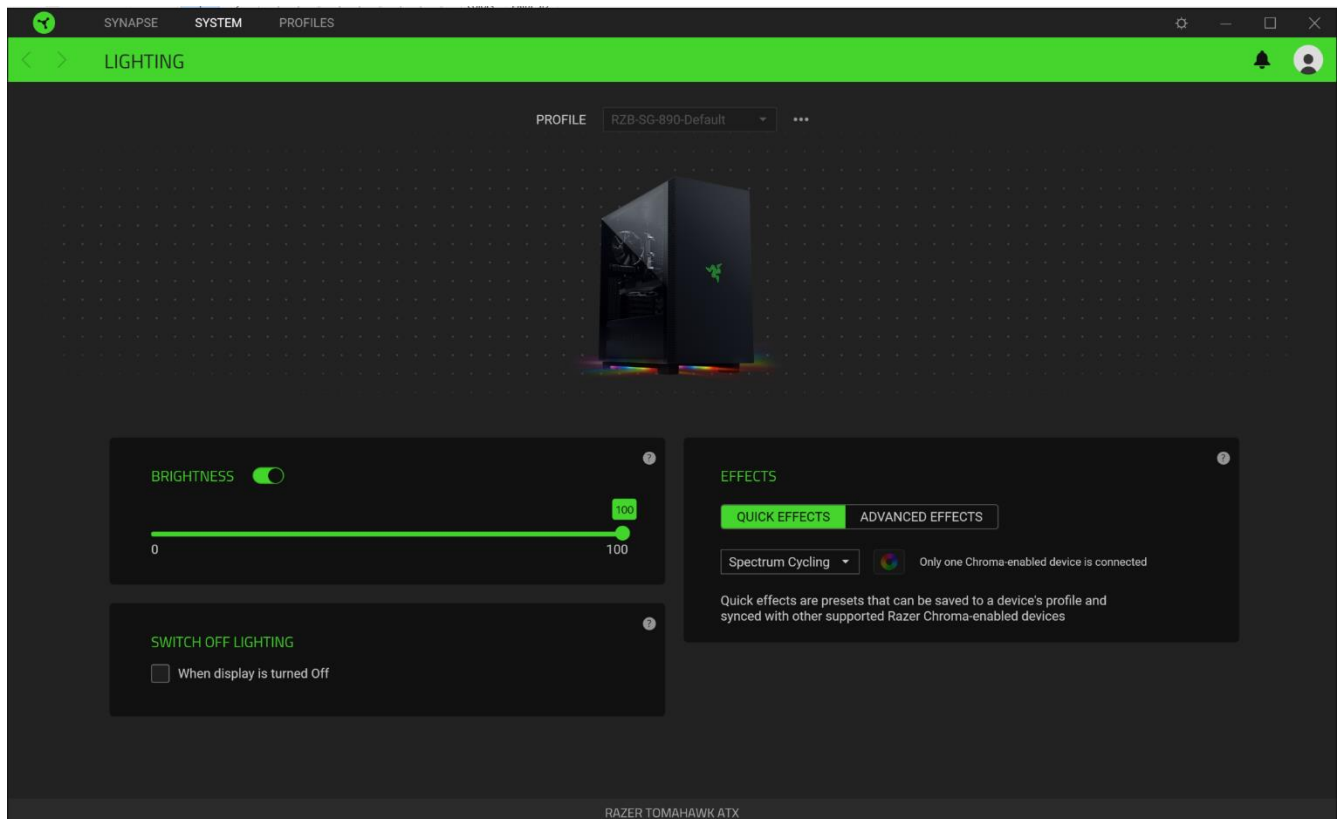 SYNAPSE SYSTEM PROFILES
LIGHTING
PROFILE RZB-SG-890-Default
BRIGHTNESS
100
0 100
SWITCH OFF LIGHTING
When display is turned Off
EFFECTS
QUICK EFFECTS ADVANCED EFFECTS
Spectrum Cycling Only one Chroma-enabled device is connected
Quick effects are presets that can be saved to a device's profile and
synced with other supported Razer Chroma-enabled devices
RAZER TOMAHAWK ATX